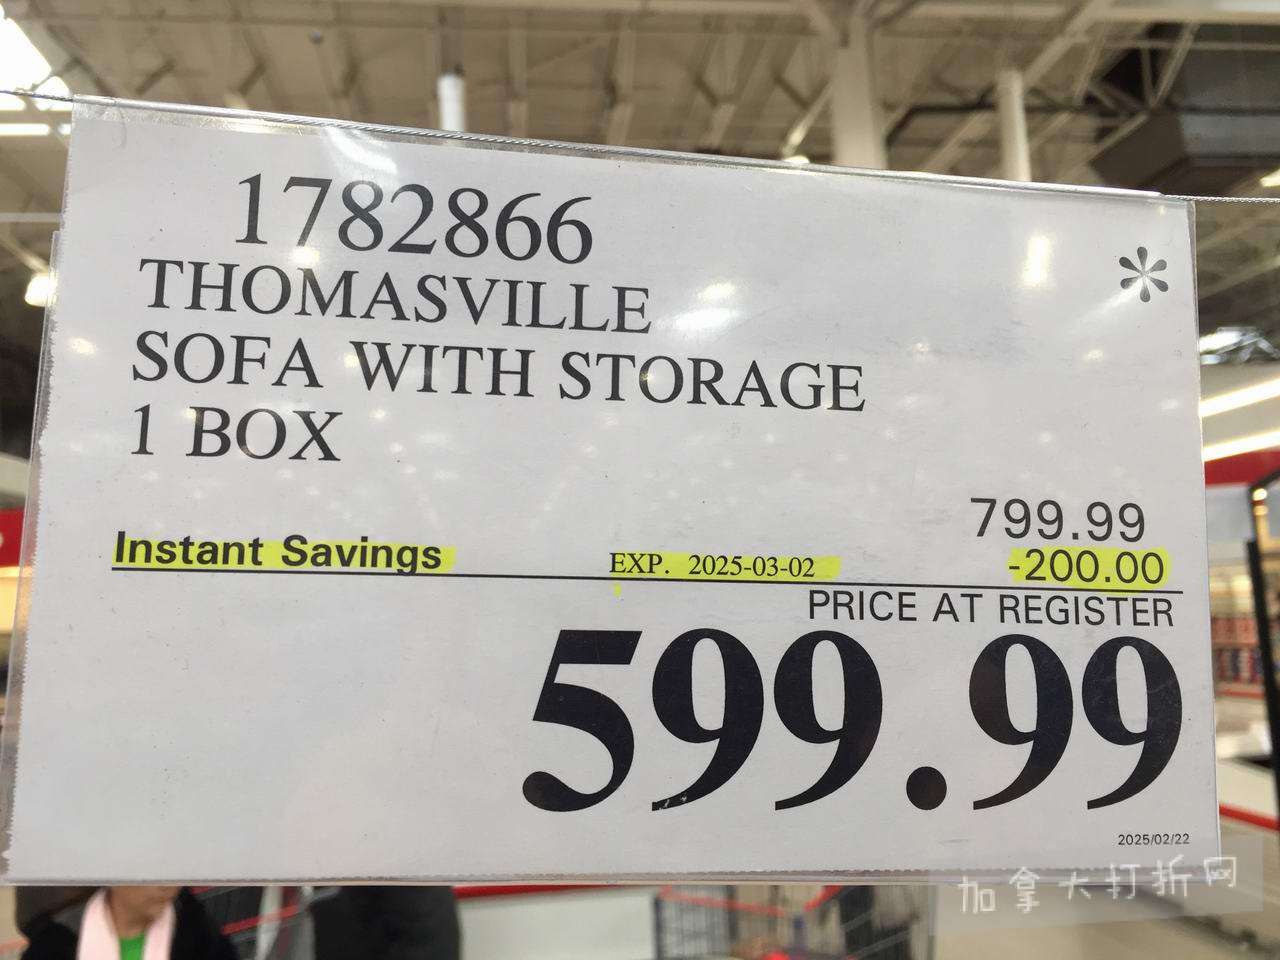 1782866
*
THOMASVILLE
SOFA WITH STORAGE
1 BOX
799.99
Instant Savings EXP. 2025-03-02 -200.00
PRICE AT REGISTER
599.99
2025/02/22
加拿大打折网